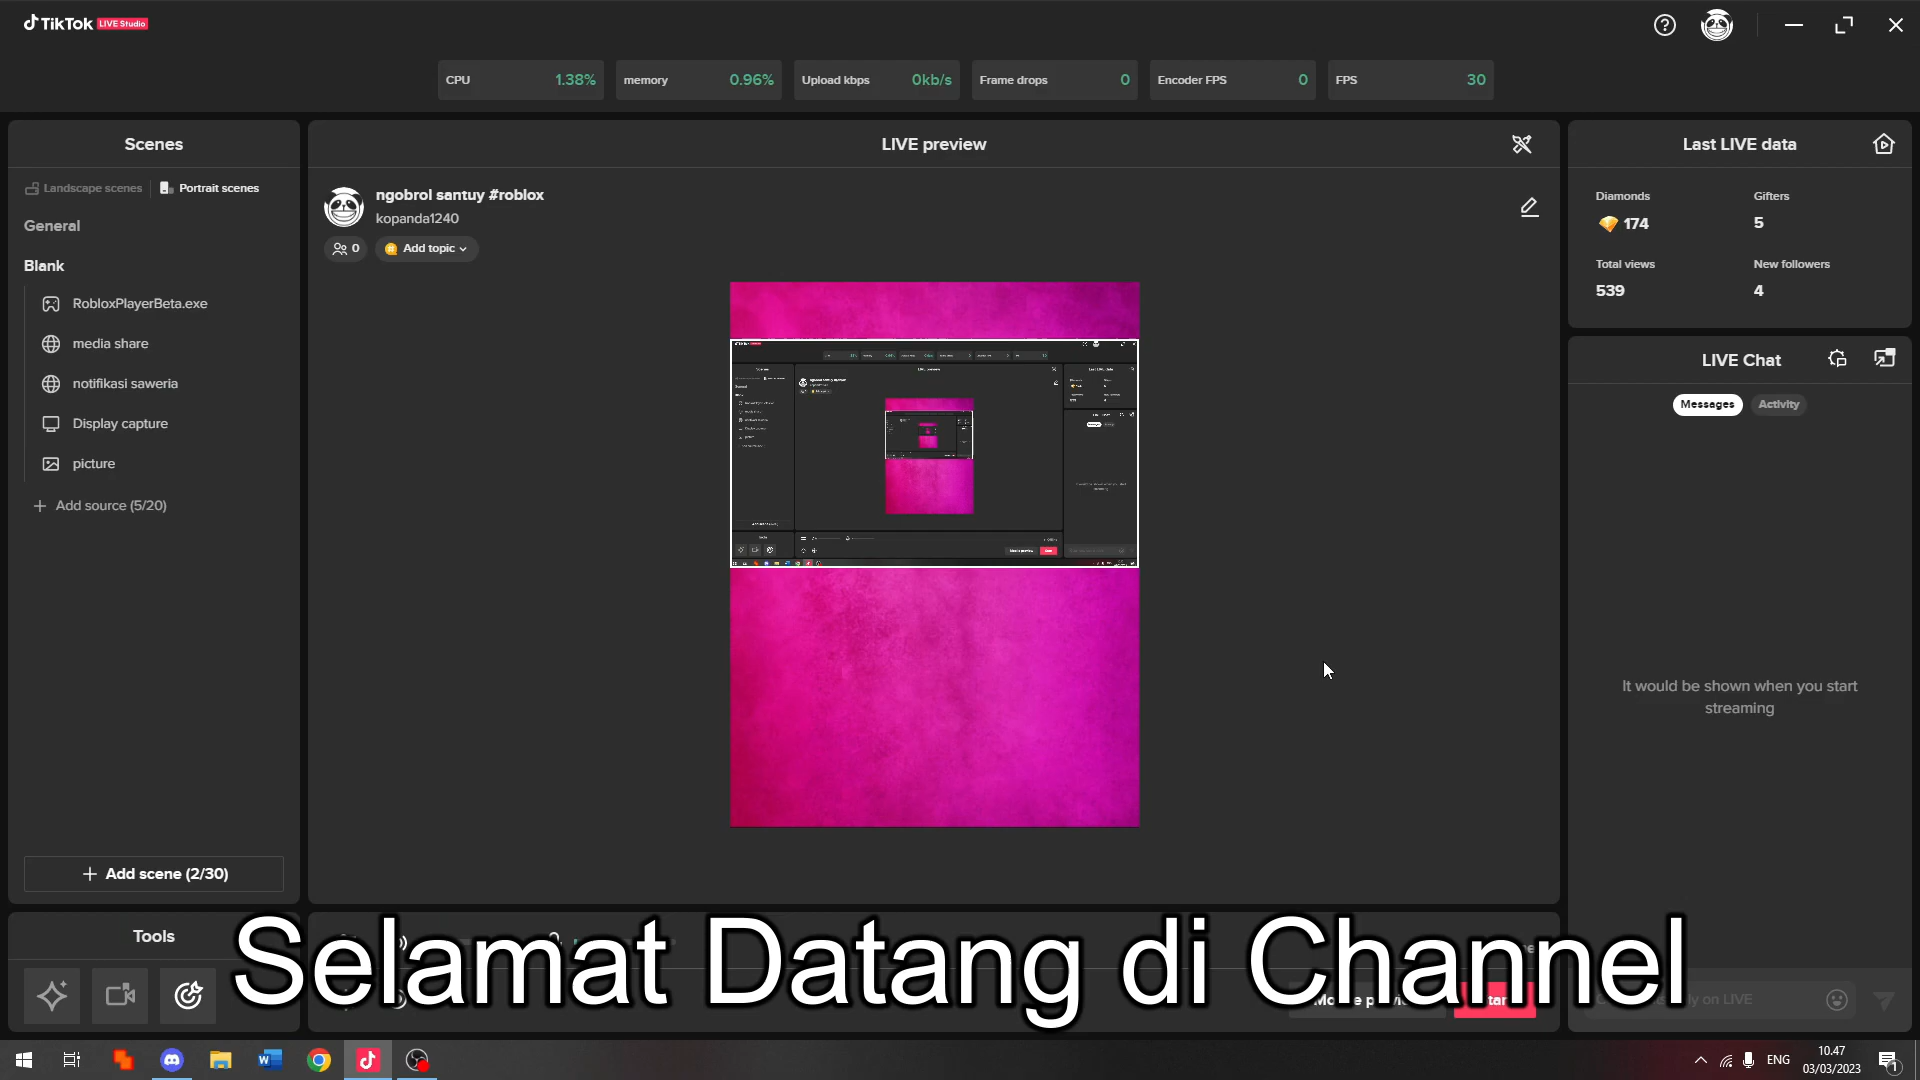 TikTok LIVE Studio
CPU 1.38%
memory 0.96%
Upload kbps 0kb/s
Frame drops 0
Encoder FPS 0
FPS 30
Scenes
Landscape scenes
Portrait scenes
General
Blank
RobloxPlayerBeta.exe
media share
notifikasi saweria
Display capture
picture
Add source (5/20)
Add scene (2/30)
Tools
LIVE preview
ngobrol santuy #roblox
kopanda1240
0
Add topic
Last LIVE data
Diamonds
Gifters
174
5
Total views
New followers
539
4
LIVE Chat
Messages
Activity
It would be shown when you start
streaming
Selamat Datang di Channel
on LIVE
ENG
10.47
03/03/2023
1